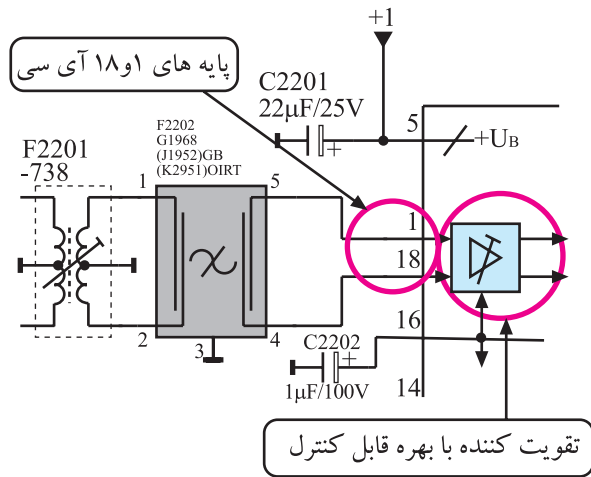 +1
پایه های ۱و۱۸ آی سی
C2201
22µF/25V
+
5
+UB
F2201
-738
F2202
G1968
(J1952)GB
(K2951)OIRT
1
5
1
18
2
3
4
16
C2202
+
1µF/100V
14
تقویت کننده با بهره قابل کنترل